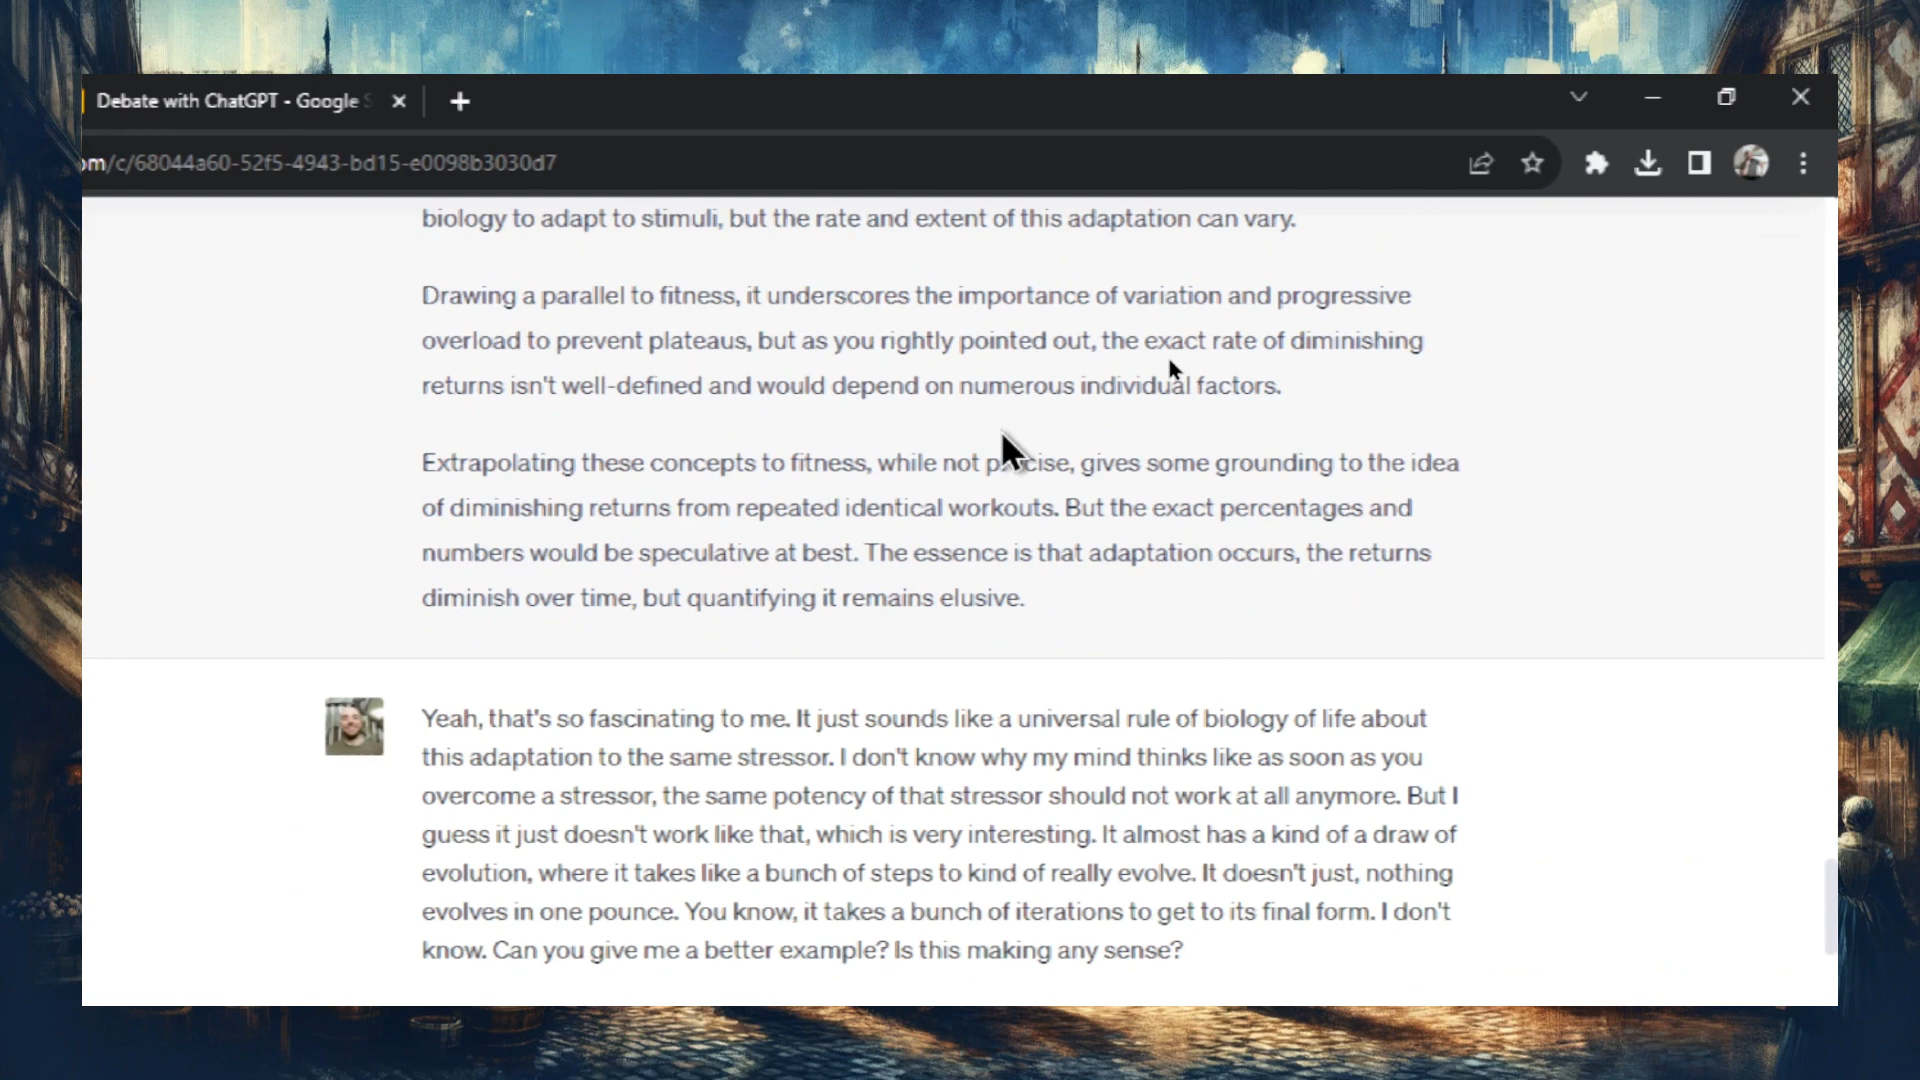 Debate with ChatGPT - Google
om/c/68044a60-52f5-4943-bd15-e0098b3030d7
biology to adapt to stimuli, but the rate and extent of this adaptation can vary.
Drawing a parallel to fitness, it underscores the importance of variation and progressive
overload to prevent plateaus, but as you rightly pointed out, the exact rate of diminishing
returns isn't well-defined and would depend on numerous individual factors.
Extrapolating these concepts to fitness, while not precise, gives some grounding to the idea
of diminishing returns from repeated identical workouts. But the exact percentages and
numbers would be speculative at best. The essence is that adaptation occurs, the returns
diminish over time, but quantifying it remains elusive.
Yeah, that's so fascinating to me. It just sounds like a universal rule of biology of life about
this adaptation to the same stressor. I don't know why my mind thinks like as soon as you
overcome a stressor, the same potency of that stressor should not work at all anymore. But I
guess it just doesn't work like that, which is very interesting. It almost has a kind of a draw of
evolution, where it takes like a bunch of steps to kind of really evolve. It doesn't just, nothing
evolves in one pounce. You know, it takes a bunch of iterations to get to its final form. I don't
know. Can you give me a better example? Is this making any sense?